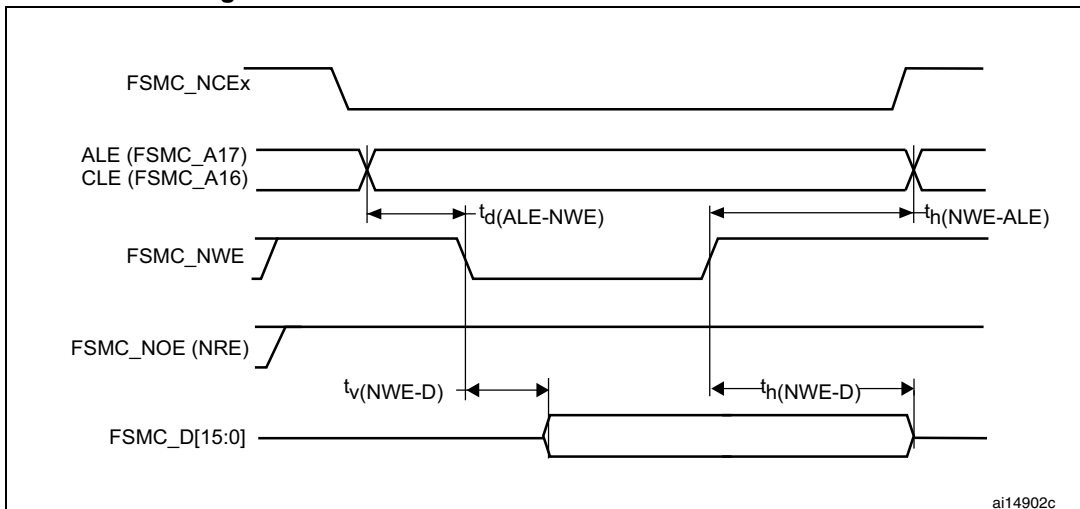 FSMC_NCEx
ALE (FSMC_A17)
CLE (FSMC_A16)
td(ALE-NWE)
th(NWE-ALE)
FSMC_NWE
FSMC_NOE (NRE)
tv(NWE-D)
th(NWE-D)
FSMC_D[15:0]
ai14902c